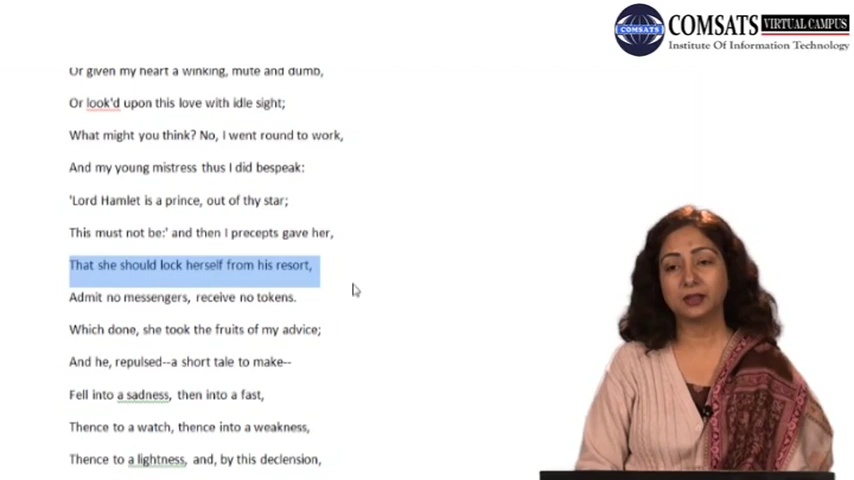 COMSATS VIRTUAL CAMPUS
COMSATS
Institute Of Information Technology
Or given my heart a winking, mute and dumb,
Or look'd upon this love with idle sight;
What might you think? No, I went round to work,
And my young mistress thus I did bespeak:
'Lord Hamlet is a prince, out of thy star;
This must not be:' and then I precepts gave her,
That she should lock herself from his resort,
Admit no messengers, receive no tokens.
Which done, she took the fruits of my advice;
And he, repulsed--a short tale to make--
Fell into a sadness, then into a fast,
Thence to a watch, thence into a weakness,
Thence to a lightness, and, by this declension,